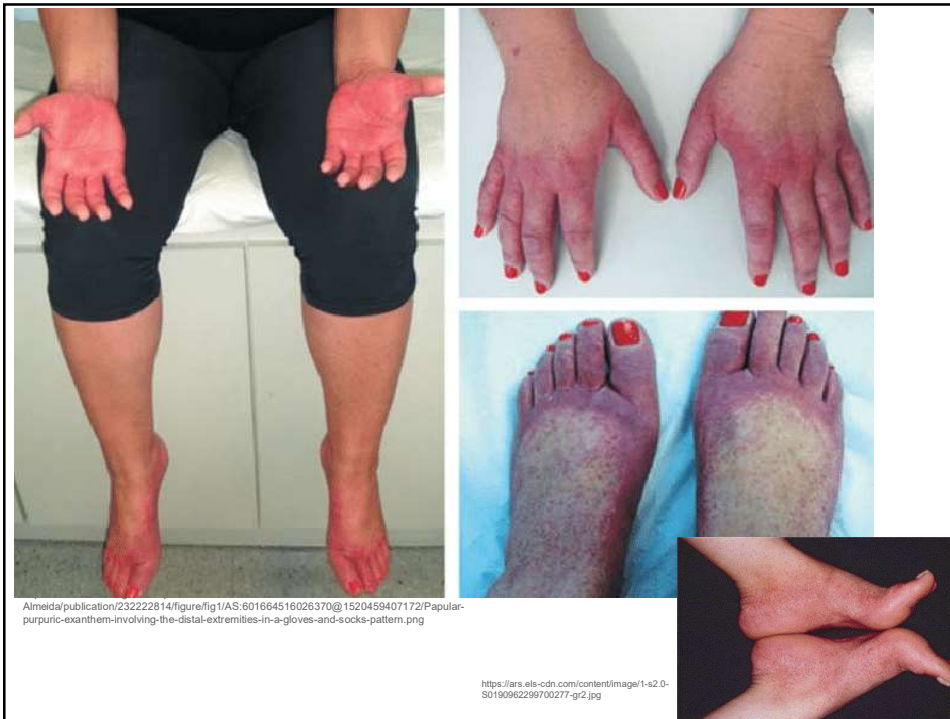 Almeida/publication/232222814/figure/fig1/AS:601664516026370@1520459407172/Papular-
purpuric-exanthem-involving-the-distal-extremities-in-a-gloves-and-socks-pattern.png
https://ars.els-cdn.com/content/image/1-s2.0-
S0190962299700277-gr2.jpg